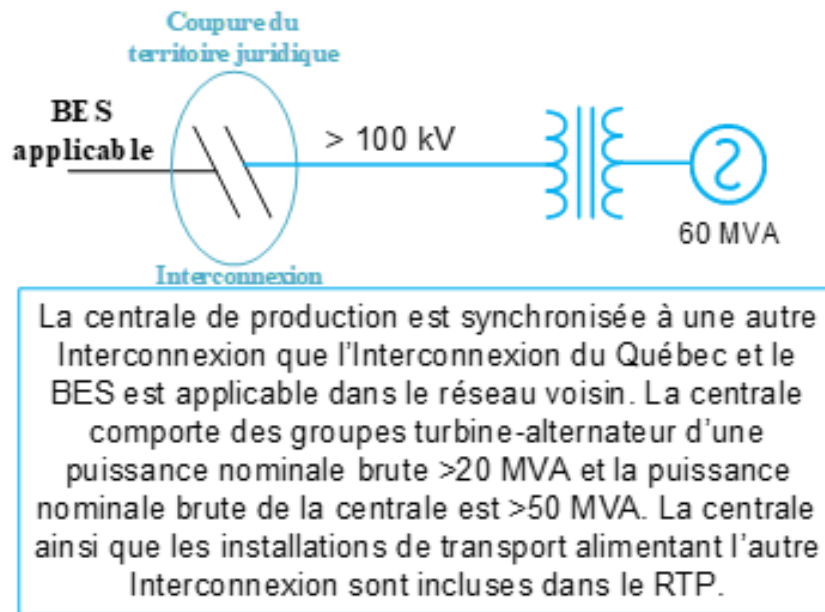 Coupure du
territoire juridique
BES
applicable
> 100 kV
60 MVA
Interconnexion
La centrale de production est synchronisée à une autre
Interconnexion que l'Interconnexion du Québec et le
BES est applicable dans le réseau voisin. La centrale
comporte des groupes turbine-alternateur d'une
puissance nominale brute >20 MVA et la puissance
nominale brute de la centrale est >50 MVA. La centrale
ainsi que les installations de transport alimentant l'autre
Interconnexion sont incluses dans le RTP.